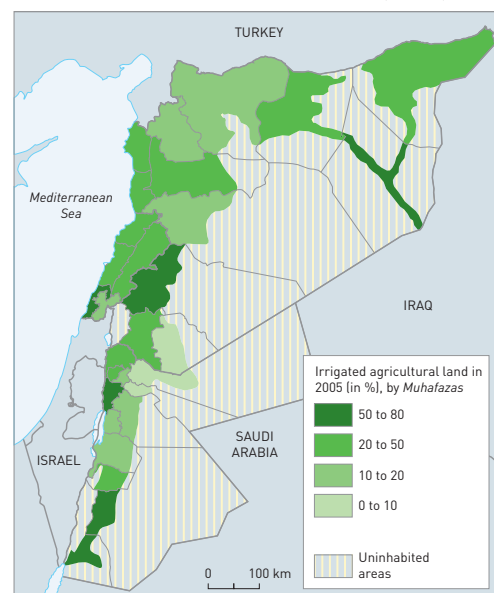 TURKEY
Mediterranean
Sea
IRAQ
Irrigated agricultural land in
2005 (in %), by Muhafazas
50 to 80
20 to 50
10 to 20
0 to 10
Uninhabited
areas
SAUDI
ARABIA
ISRAEL
0 100 km